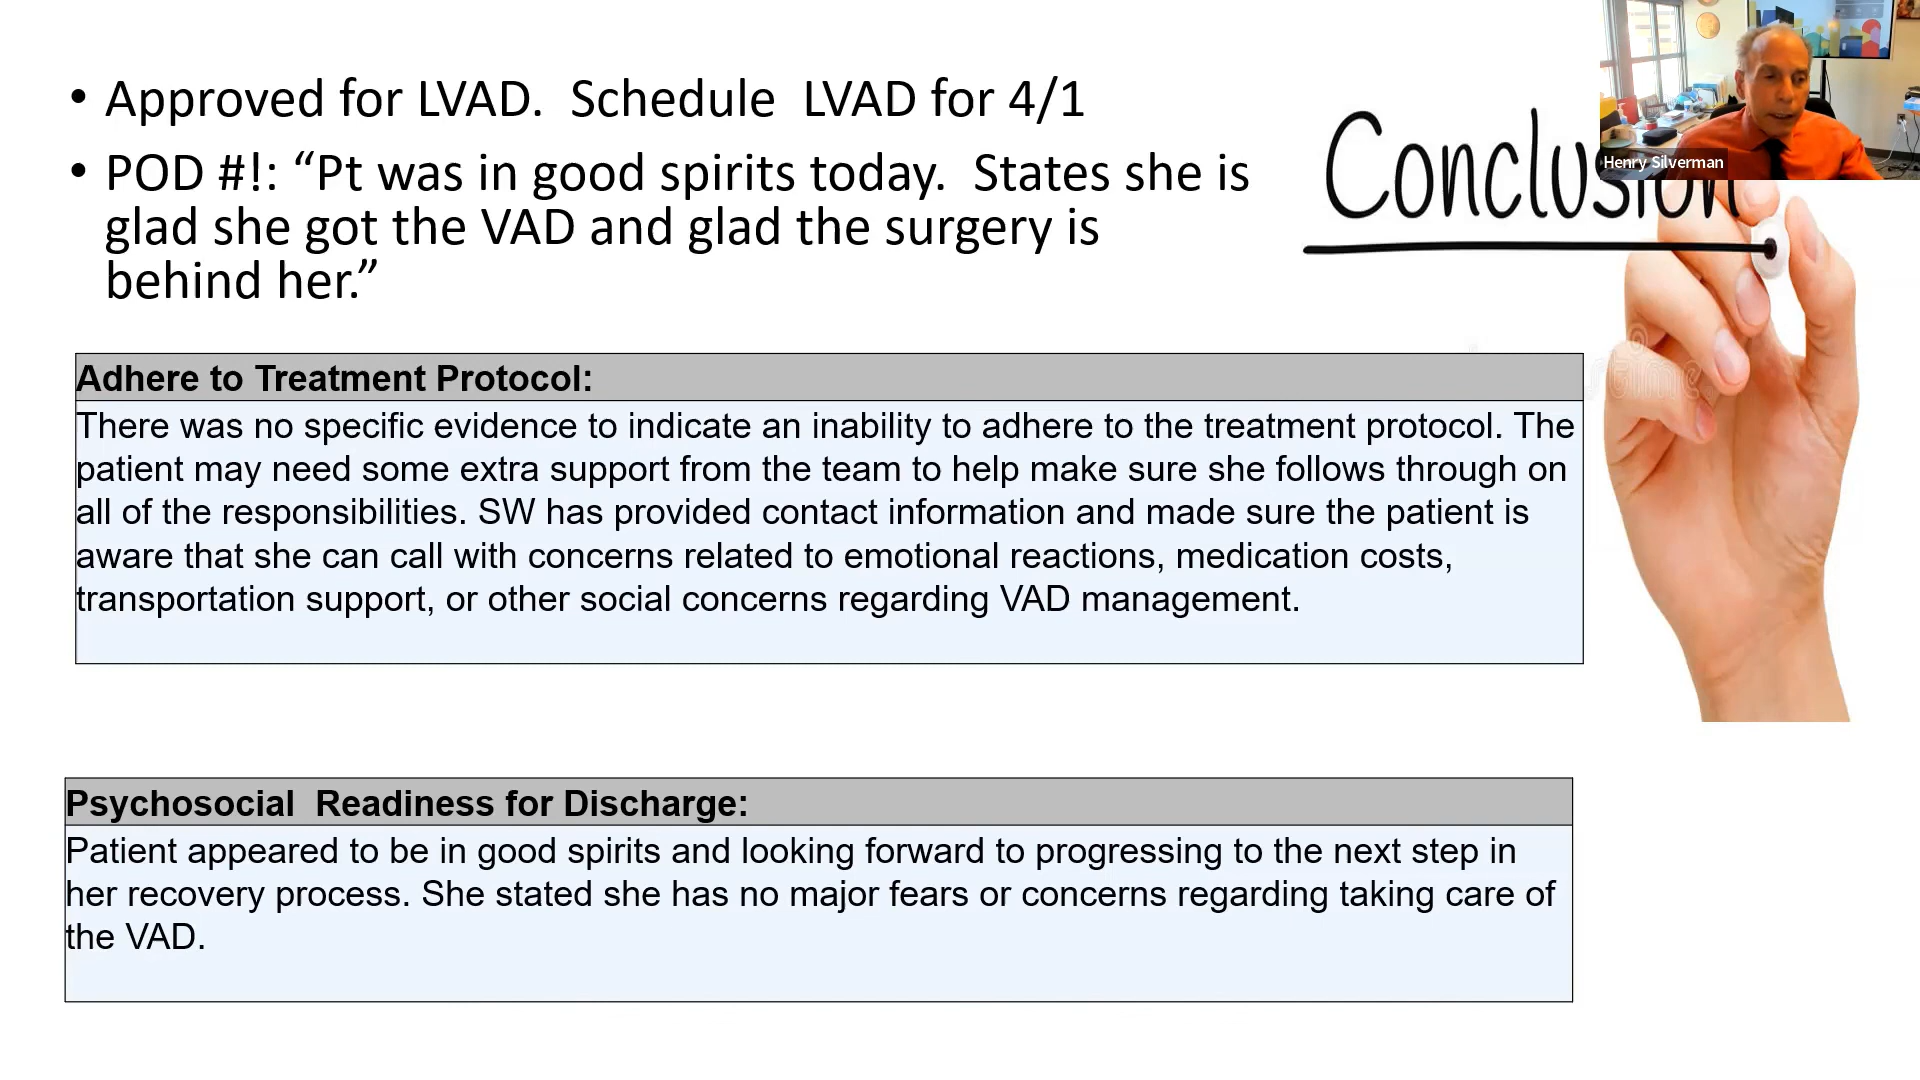 • Approved for LVAD.  Schedule  LVAD for 4/1
• POD #!: “Pt was in good spirits today.  States she is
glad she got the VAD and glad the surgery is
behind her.”
Conclusion
Henry Silverman
Adhere to Treatment Protocol:
There was no specific evidence to indicate an inability to adhere to the treatment protocol. The
patient may need some extra support from the team to help make sure she follows through on
all of the responsibilities. SW has provided contact information and made sure the patient is
aware that she can call with concerns related to emotional reactions, medication costs,
transportation support, or other social concerns regarding VAD management.
Psychosocial  Readiness for Discharge:
Patient appeared to be in good spirits and looking forward to progressing to the next step in
her recovery process. She stated she has no major fears or concerns regarding taking care of
the VAD.